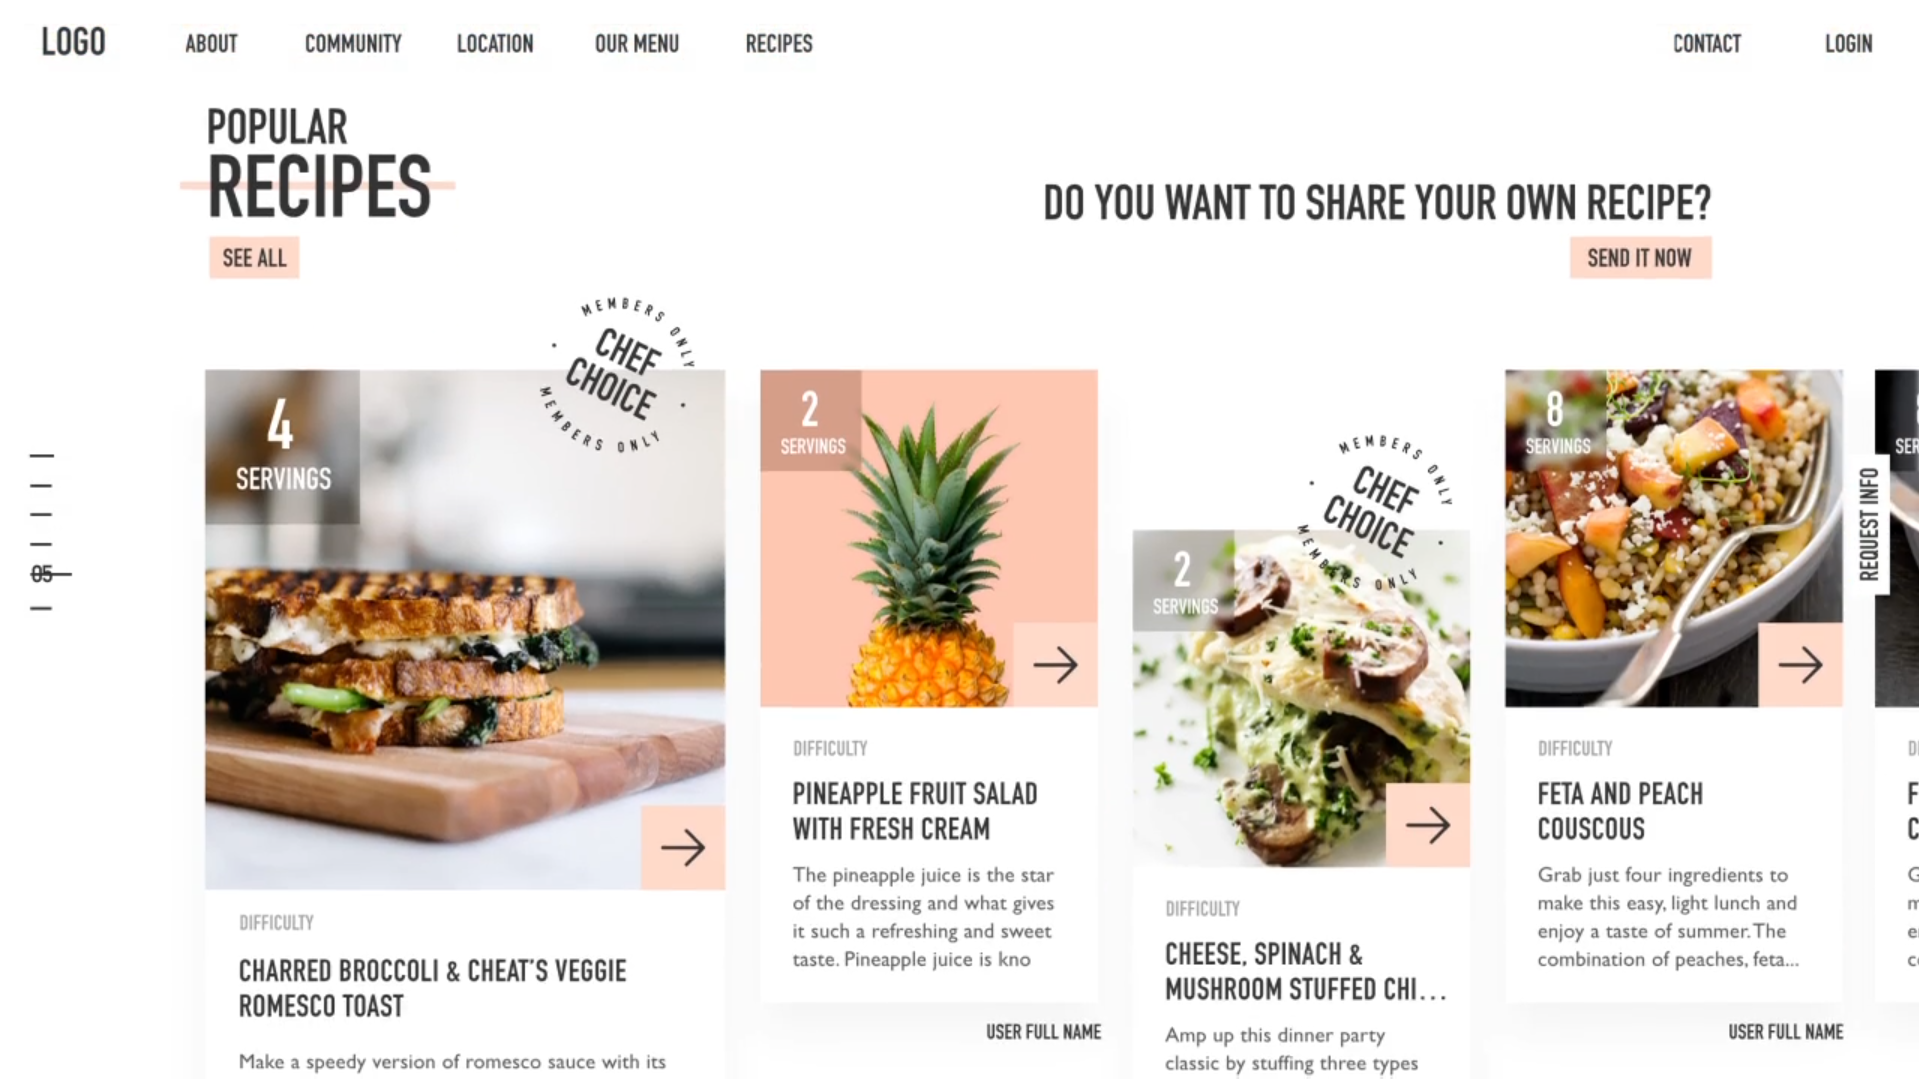 LOGO
ABOUT
COMMUNITY
LOCATION
OUR MENU
RECIPES
CONTACT
LOGIN
POPULAR
RECIPES
SEE ALL
DO YOU WANT TO SHARE YOUR OWN RECIPE?
SEND IT NOW
05
REQUEST INFO
MEMBERS ONLY
CHEF
CHOICE
MEMBERS ONLY
4
SERVINGS
DIFFICULTY
CHARRED BROCCOLI & CHEAT'S VEGGIE
ROMESCO TOAST
Make a speedy version of romesco sauce with its
2
SERVINGS
DIFFICULTY
PINEAPPLE FRUIT SALAD
WITH FRESH CREAM
The pineapple juice is the star
of the dressing and what gives
it such a refreshing and sweet
taste. Pineapple juice is kno
USER FULL NAME
MEMBERS ONLY
CHEF
CHOICE
MEMBERS ONLY
2
SERVINGS
DIFFICULTY
CHEESE, SPINACH &
MUSHROOM STUFFED CHI...
Amp up this dinner party
classic by stuffing three types
8
SERVINGS
DIFFICULTY
FETA AND PEACH
COUSCOUS
Grab just four ingredients to
make this easy, light lunch and
enjoy a taste of summer. The
combination of peaches, feta...
USER FULL NAME